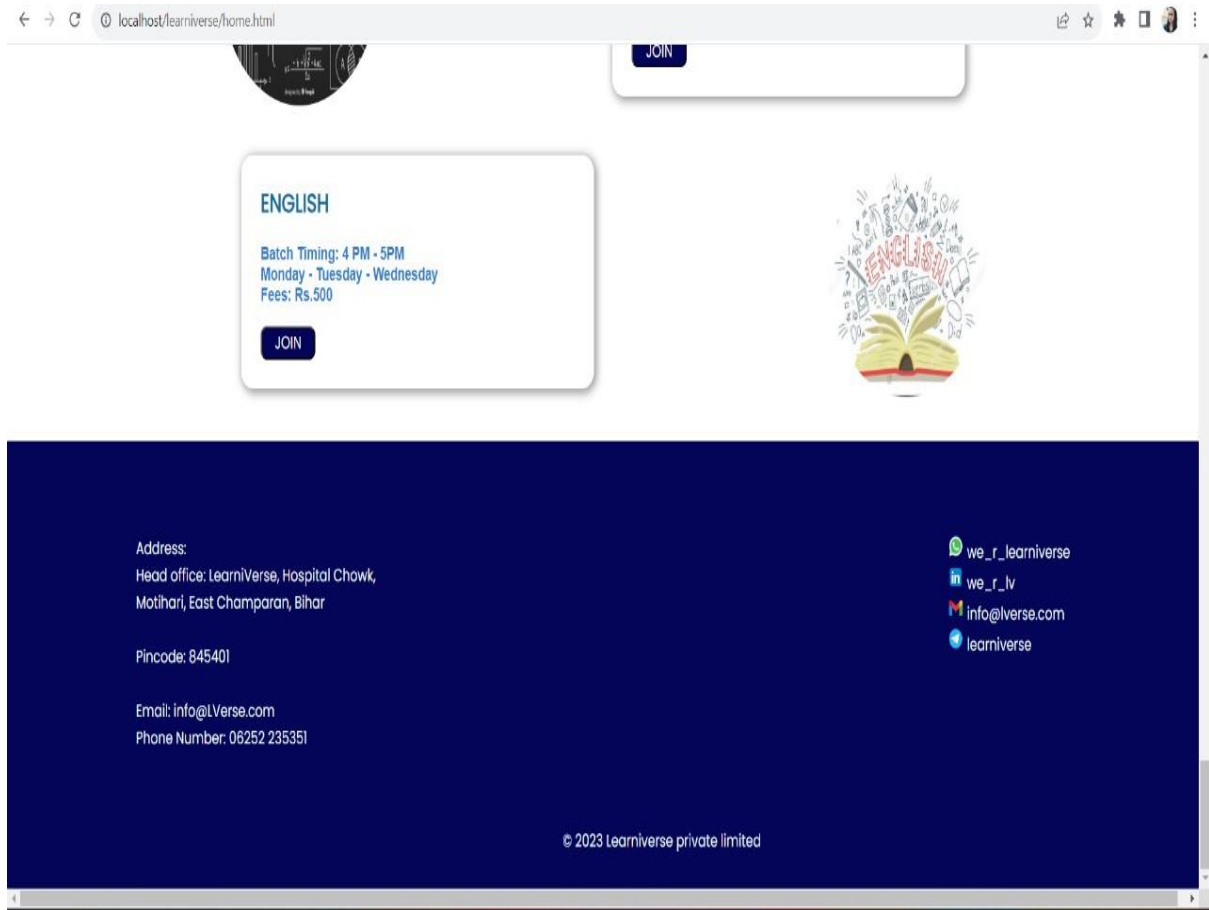 localhost/learniverse/home.html
JOIN
ENGLISH
Batch Timing: 4 PM - 5PM
Monday - Tuesday - Wednesday
Fees: Rs.500
JOIN
ENGLISH
Address:
Head office: LearniVerse, Hospital Chowk,
Motihari, East Champaran, Bihar
Pincode: 845401
Email: info@LVerse.com
Phone Number: 06252 235351
we_r_learniverse
in we_r_lv
info@lverse.com
learniverse
© 2023 Learniverse private limited